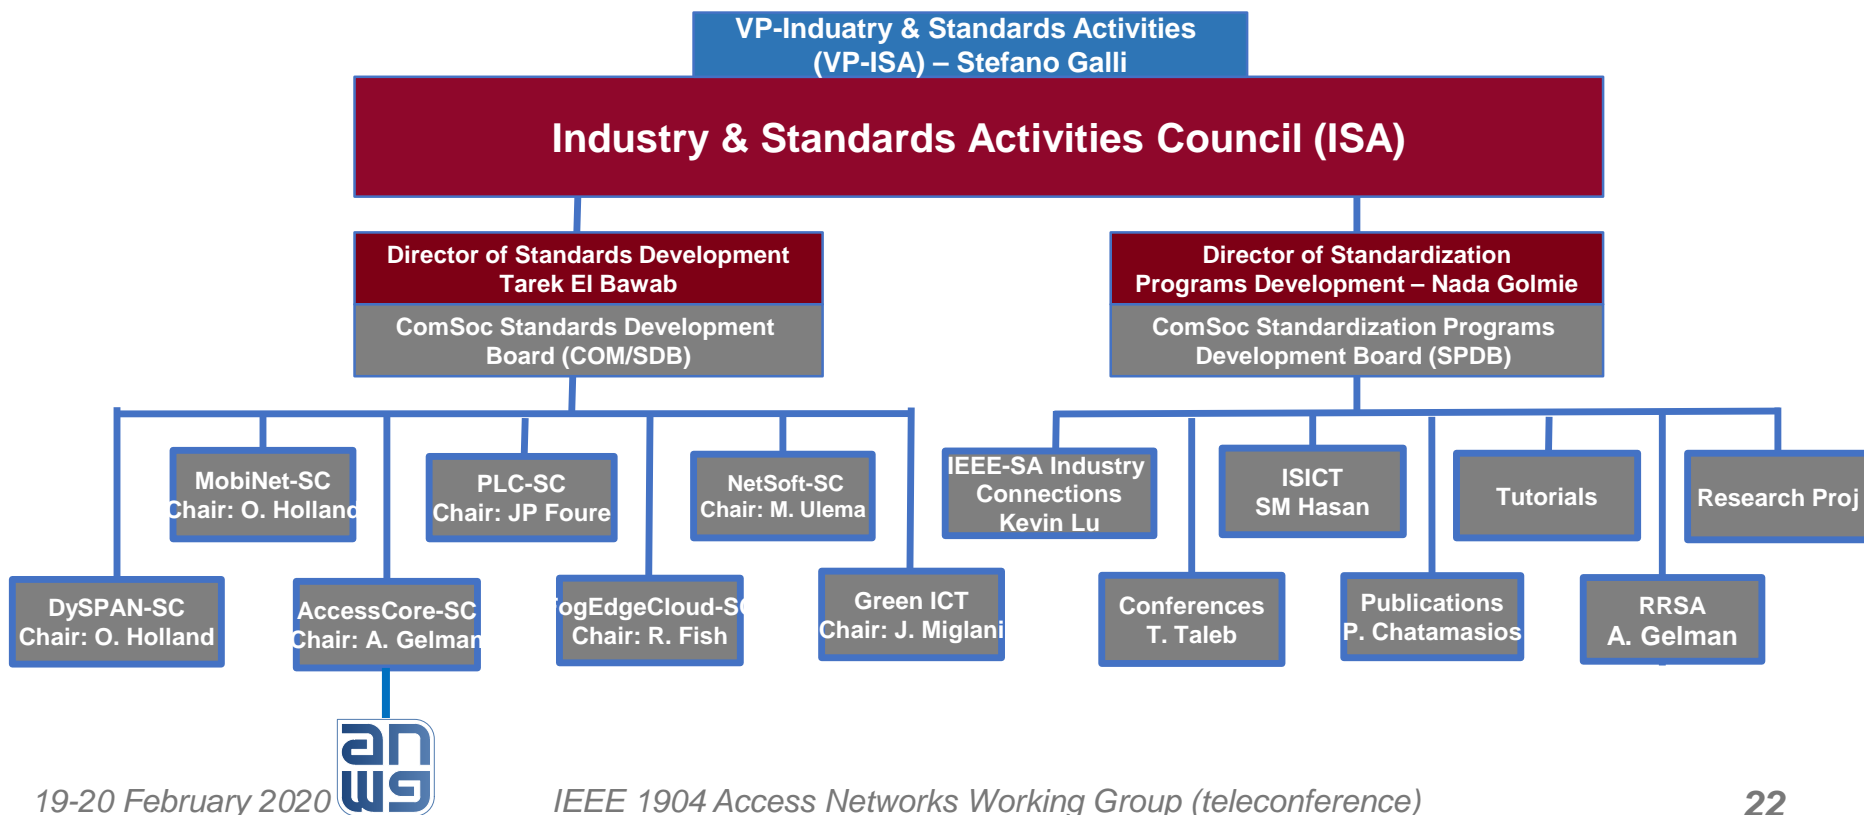 VP-Induatry & Standards Activities
(VP-ISA) – Stefano Galli
Industry & Standards Activities Council (ISA)
Director of Standards Development
Tarek El Bawab
ComSoc Standards Development
Board (COM/SDB)
Director of Standardization
Programs Development – Nada Golmie
ComSoc Standardization Programs
Development Board (SPDB)
MobiNet-SC
Chair: O. Holland
PLC-SC
Chair: JP Foure
NetSoft-SC
Chair: M. Ulema
IEEE-SA Industry
Connections
Kevin Lu
ISICT
SM Hasan
Tutorials
Research Proj
DySPAN-SC
Chair: O. Holland
AccessCore-SC
Chair: A. Gelman
FogEdgeCloud-SC
Chair: R. Fish
Green ICT
Chair: J. Miglani
Conferences
T. Taleb
Publications
P. Chatamasios
RRSA
A. Gelman
an
wg
19-20 February 2020
IEEE 1904 Access Networks Working Group (teleconference)
22